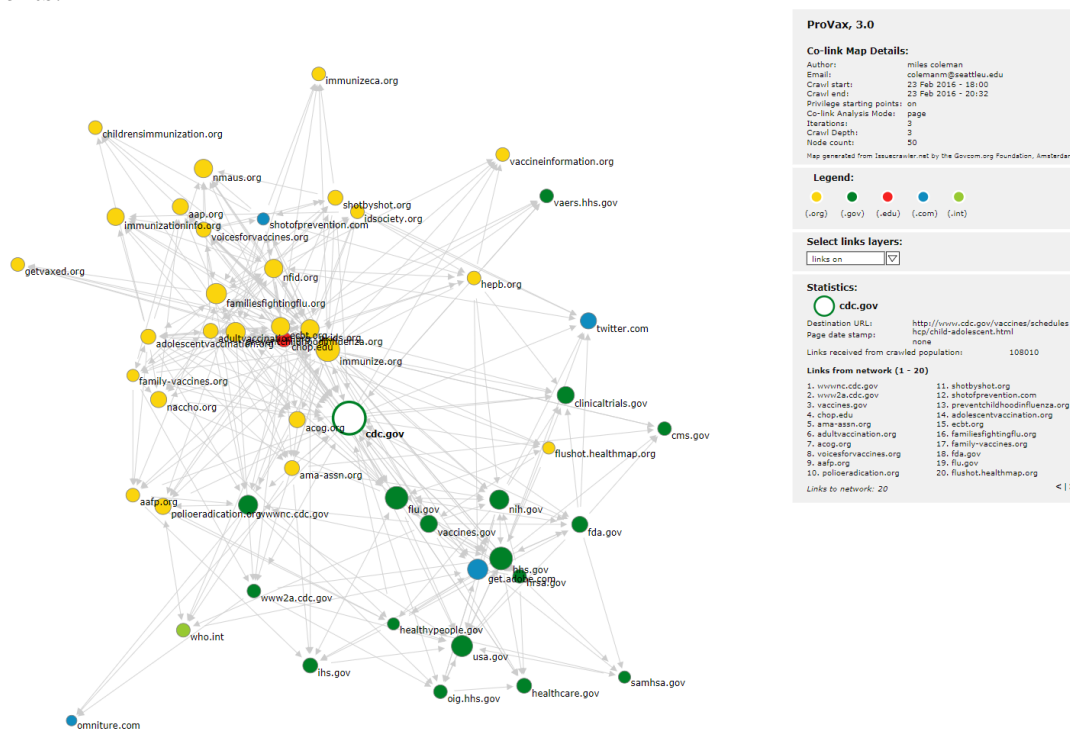 ProVax, 3.0
Co-link Map Details:
Author: miles coleman
Email: colemanm@seattleu.edu
Crawl start: 23 Feb 2016 - 18:00
Crawl end: 23 Feb 2016 - 20:32
Privilege starting points: on
Co-link Analysis Mode: page
Iterations: 3
Crawl Depth: 3
Node count: 50
Map generated from Issuecrawler.net by the Govcom.org Foundation, Amsterdam
Legend:
(.org) (.gov) (.edu) (.com) (.int)
Select links layers:
links on
Statistics:
cdc.gov
Destination URL: http://www.cdc.gov/vaccines/schedules
hcp/child-adolescent.html
Page date stamp: none
Links received from crawled population: 108010
Links from network (1 - 20)
1. wwwnc.cdc.gov
2. www2a.cdc.gov
3. vaccines.gov
4. chop.edu
5. ama-assn.org
6. adultvaccination.org
7. acog.org
8. voicesforvaccines.org
9. aafp.org
10. polioeradication.org
11. shotbyshot.org
12. shotofprevention.com
13. preventchildhoodinfluenza.org
14. adolescentvaccination.org
15. ecbt.org
16. familiesfightingflu.org
17. family-vaccines.org
18. fda.gov
19. flu.gov
20. flushot.healthmap.org
Links to network: 20
< |
immunizeca.org
childrensimmunization.org
vaccineinformation.org
nmaus.org
vaers.hhs.gov
shotbyshot.org
aap.org
idsociety.org
immunizationinfo.org
shotofprevention.com
voicesforvaccines.org
getvaxed.org
nfid.org
hepb.org
familiesfightingflu.org
twitter.com
ecbt.org
adolescentvaccination.org
chop.edu
immunize.org
family-vaccines.org
naccho.org
clinicaltrials.gov
acog.org
cdc.gov
cms.gov
flushot.healthmap.org
ama-assn.org
aafp.org
polioeradication.org
wwwnc.cdc.gov
flu.gov
nih.gov
vaccines.gov
fda.gov
hhs.gov
get.adobe.com
hrsa.gov
www2a.cdc.gov
healthypeople.gov
who.int
usa.gov
ihs.gov
samhsa.gov
oig.hhs.gov
healthcare.gov
omniture.com